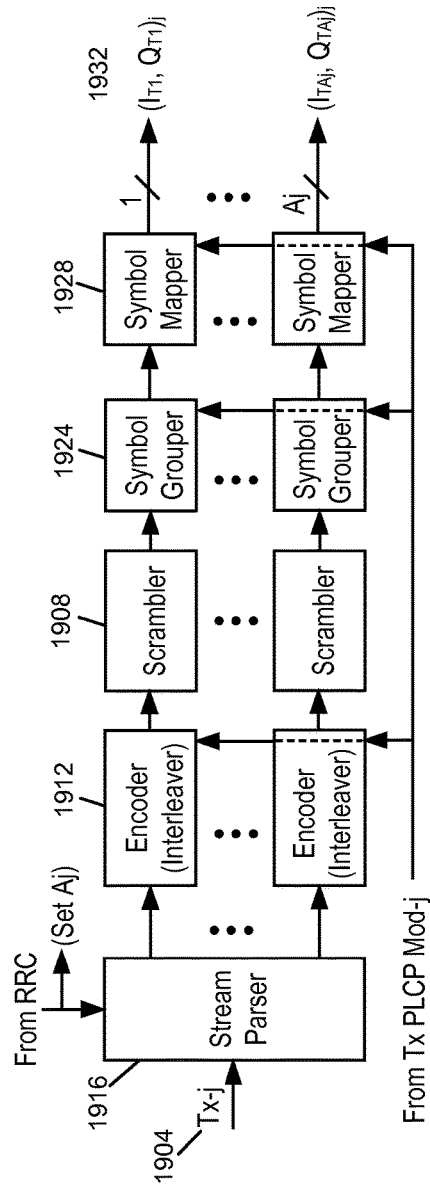 From RRC
(Set Aj)
1916
1904
Tx-j
Stream
Parser
1912
Encoder
(Interleaver)
Encoder
(Interleaver)
1908
Scrambler
Scrambler
1924
Symbol
Grouper
Symbol
Grouper
1928
Symbol
Mapper
Symbol
Mapper
1932
1
(IT1, QT1)j
Aj
(ITAj, QTAj)j
From Tx PLCP Mod-j